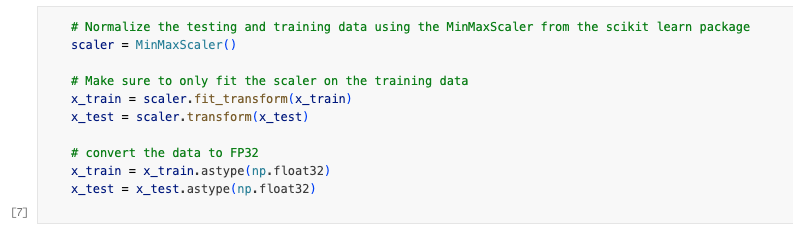 # Normalize the testing and training data using the MinMaxScaler from the scikit learn package
scaler = MinMaxScaler()
# Make sure to only fit the scaler on the training data
x_train = scaler.fit_transform(x_train)
x_test = scaler.transform(x_test)
# convert the data to FP32
x_train = x_train.astype(np.float32)
x_test = x_test.astype(np.float32)
[7]